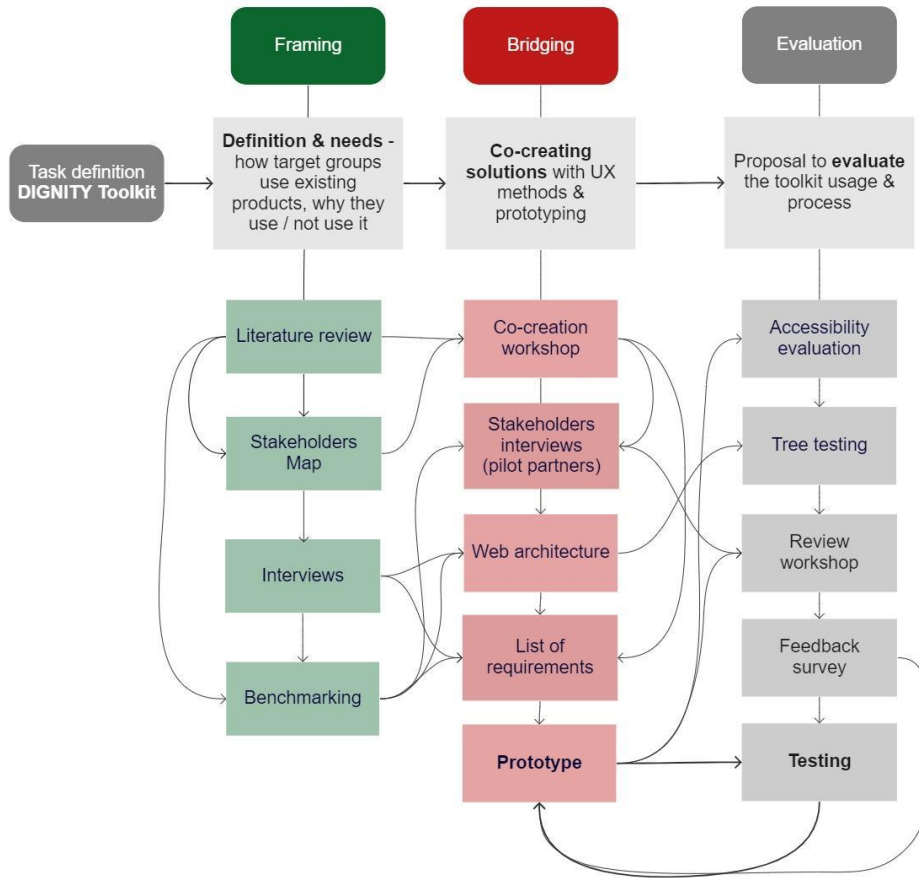 Framing
Bridging
Evaluation
Task definition
DIGNITY Toolkit
Definition & needs -
how target groups
use existing
products, why they
use / not use it
Co-creating
solutions with UX
methods &
prototyping
Proposal to evaluate
the toolkit usage &
process
Literature review
Stakeholders
Map
Interviews
Benchmarking
Co-creation
workshop
Stakeholders
interviews
(pilot partners)
Web architecture
List of
requirements
Prototype
Accessibility
evaluation
Tree testing
Review
workshop
Feedback
survey
Testing